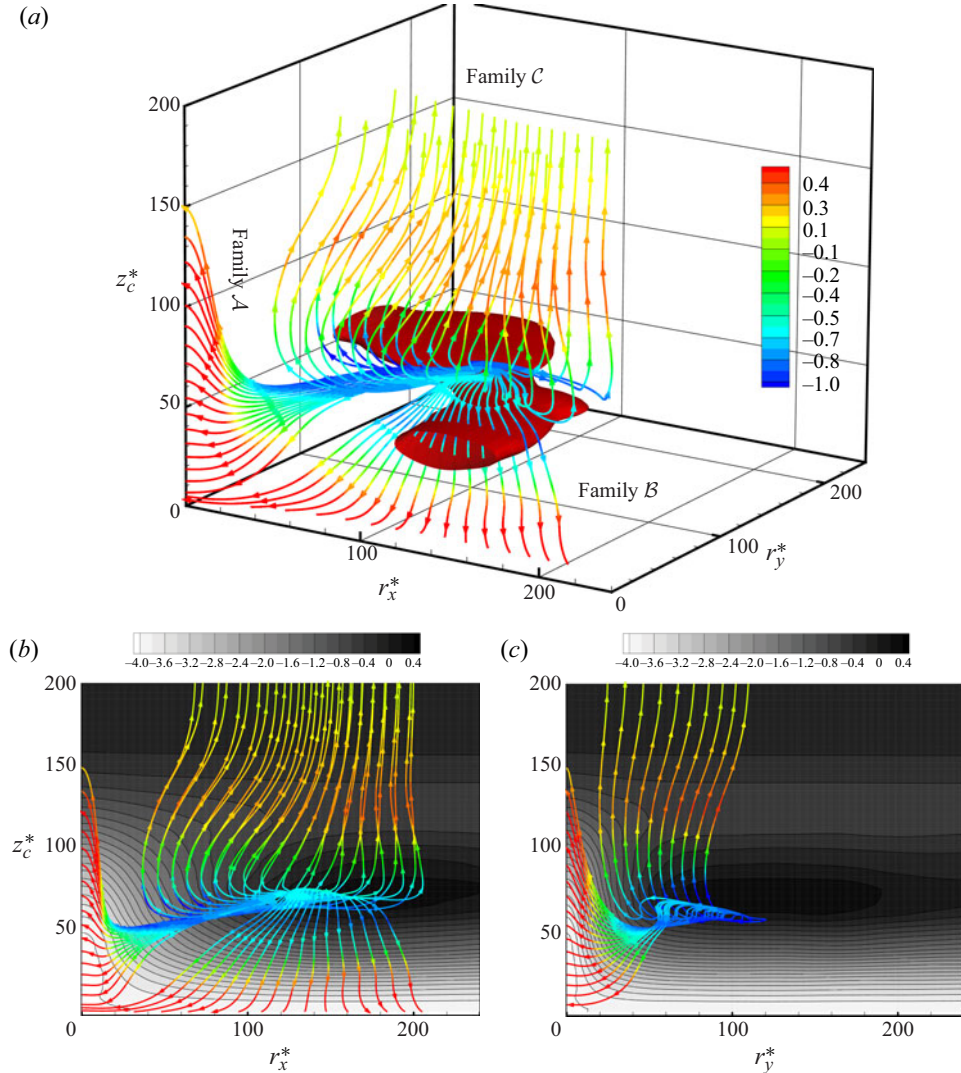 (a)
Family C
200
0.4
0.3
0.1
–0.1
–0.2
–0.4
–0.5
–0.7
–0.8
–1.0
150
Family A
z*c
100
50
0
Family B
200
100
0
r*y
100
200
r*x
(b)
–4.0 –3.6 –3.2 –2.8 –2.4 –2.0 –1.6 –1.2 –0.8 –0.4 0 0.4
200
150
z*c
100
50
0 100 200
r*x
(c)
–4.0 –3.6 –3.2 –2.8 –2.4 –2.0 –1.6 –1.2 –0.8 –0.4 0 0.4
200
150
100
50
0 100 200
r*y